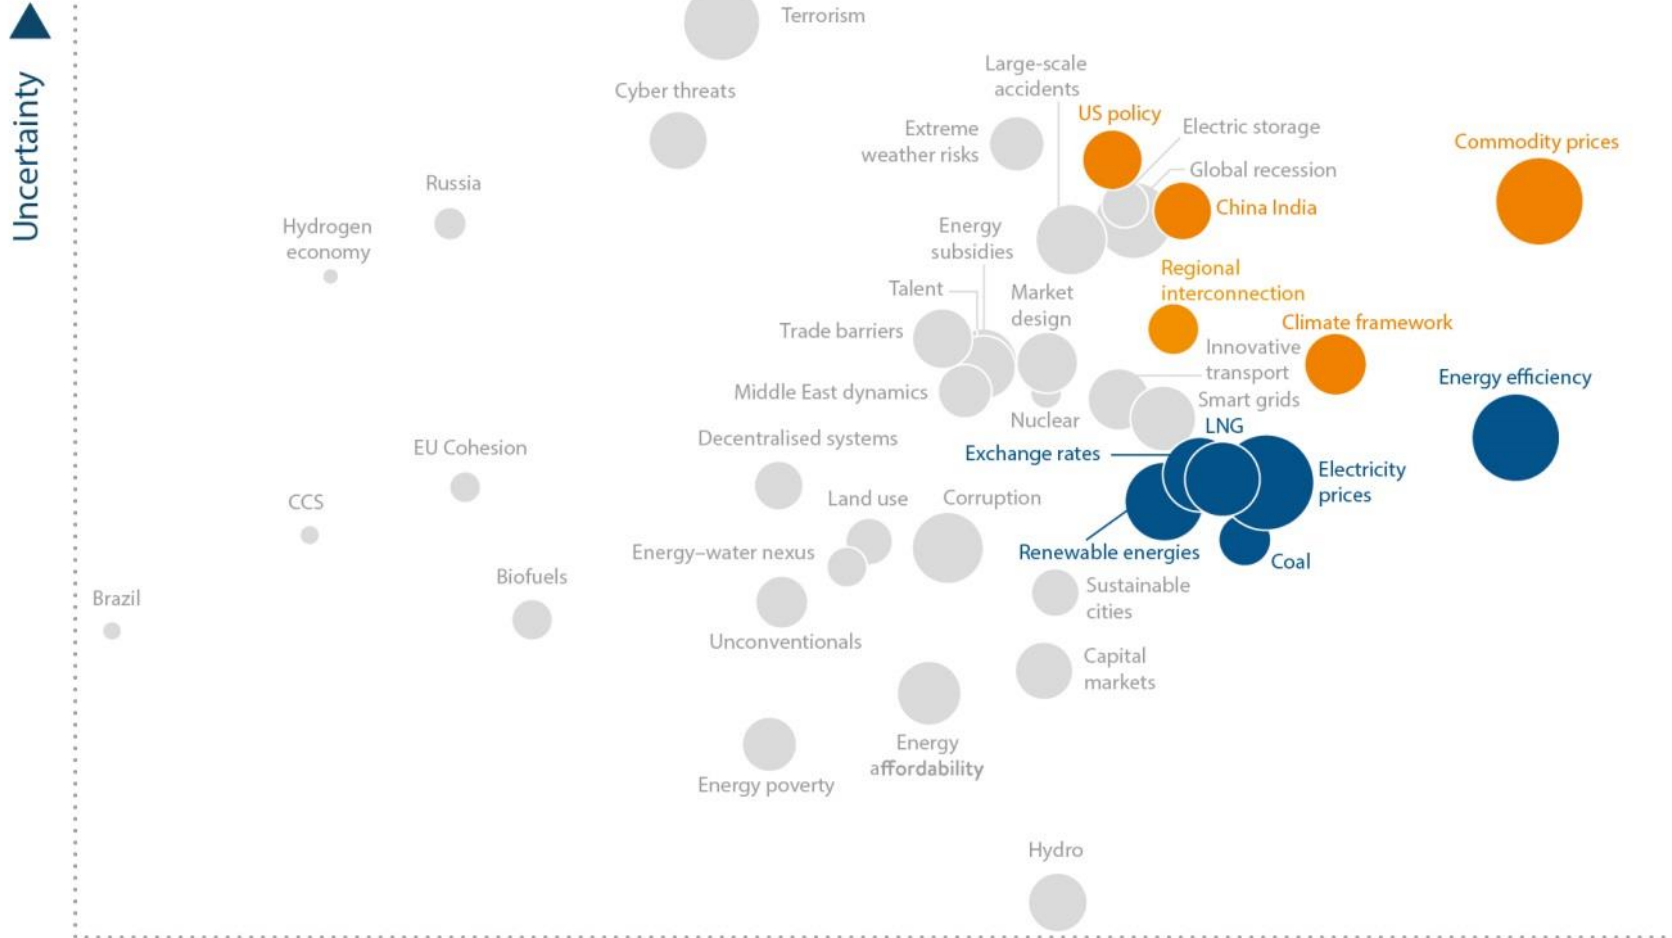 Terrorism
Large-scale
accidents
Cyber threats
US policy
Electric storage
Extreme
weather risks
Commodity prices
Global recession
Uncertainty
Russia
China India
Hydrogen
economy
Energy
subsidies
Regional
interconnection
Talent
Market
design
Climate framework
Trade barriers
Innovative
transport
Energy efficiency
Middle East dynamics
Smart grids
Nuclear
LNG
Decentralised systems
EU Cohesion
Exchange rates
Electricity
prices
CCS
Land use
Corruption
Energy–water nexus
Renewable energies
Coal
Biofuels
Sustainable
cities
Brazil
Unconventionals
Capital
markets
Energy
affordability
Energy poverty
Hydro